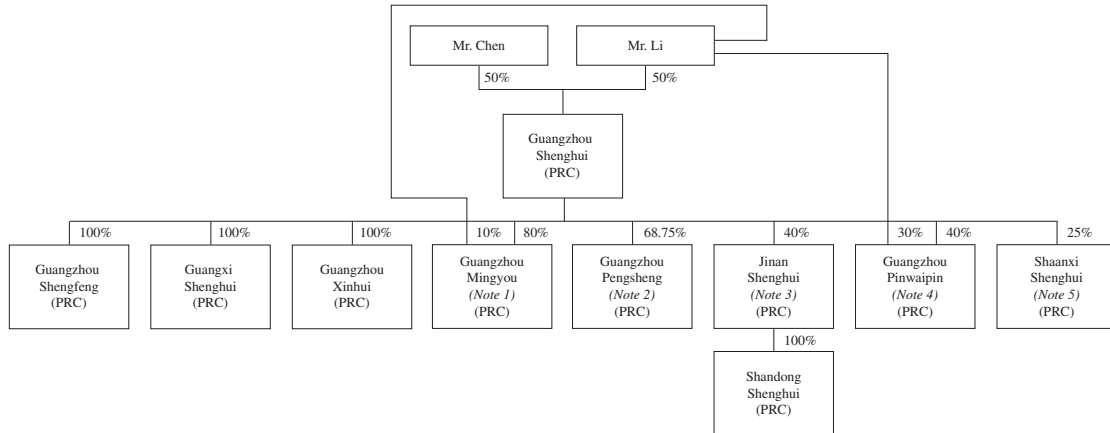 Mr. Chen
Mr. Li
50%
50%
Guangzhou
Shenghui
(PRC)
100%
100%
100%
10%
80%
68.75%
40%
30%
40%
25%
Guangzhou
Shengfeng
(PRC)
Guangxi
Shenghui
(PRC)
Guangzhou
Xinhui
(PRC)
Guangzhou
Mingyou
(Note 1)
(PRC)
Guangzhou
Pengsheng
(Note 2)
(PRC)
Jinan
Shenghui
(Note 3)
(PRC)
Guangzhou
Pinwaipin
(Note 4)
(PRC)
Shaanxi
Shenghui
(Note 5)
(PRC)
100%
Shandong
Shenghui
(PRC)